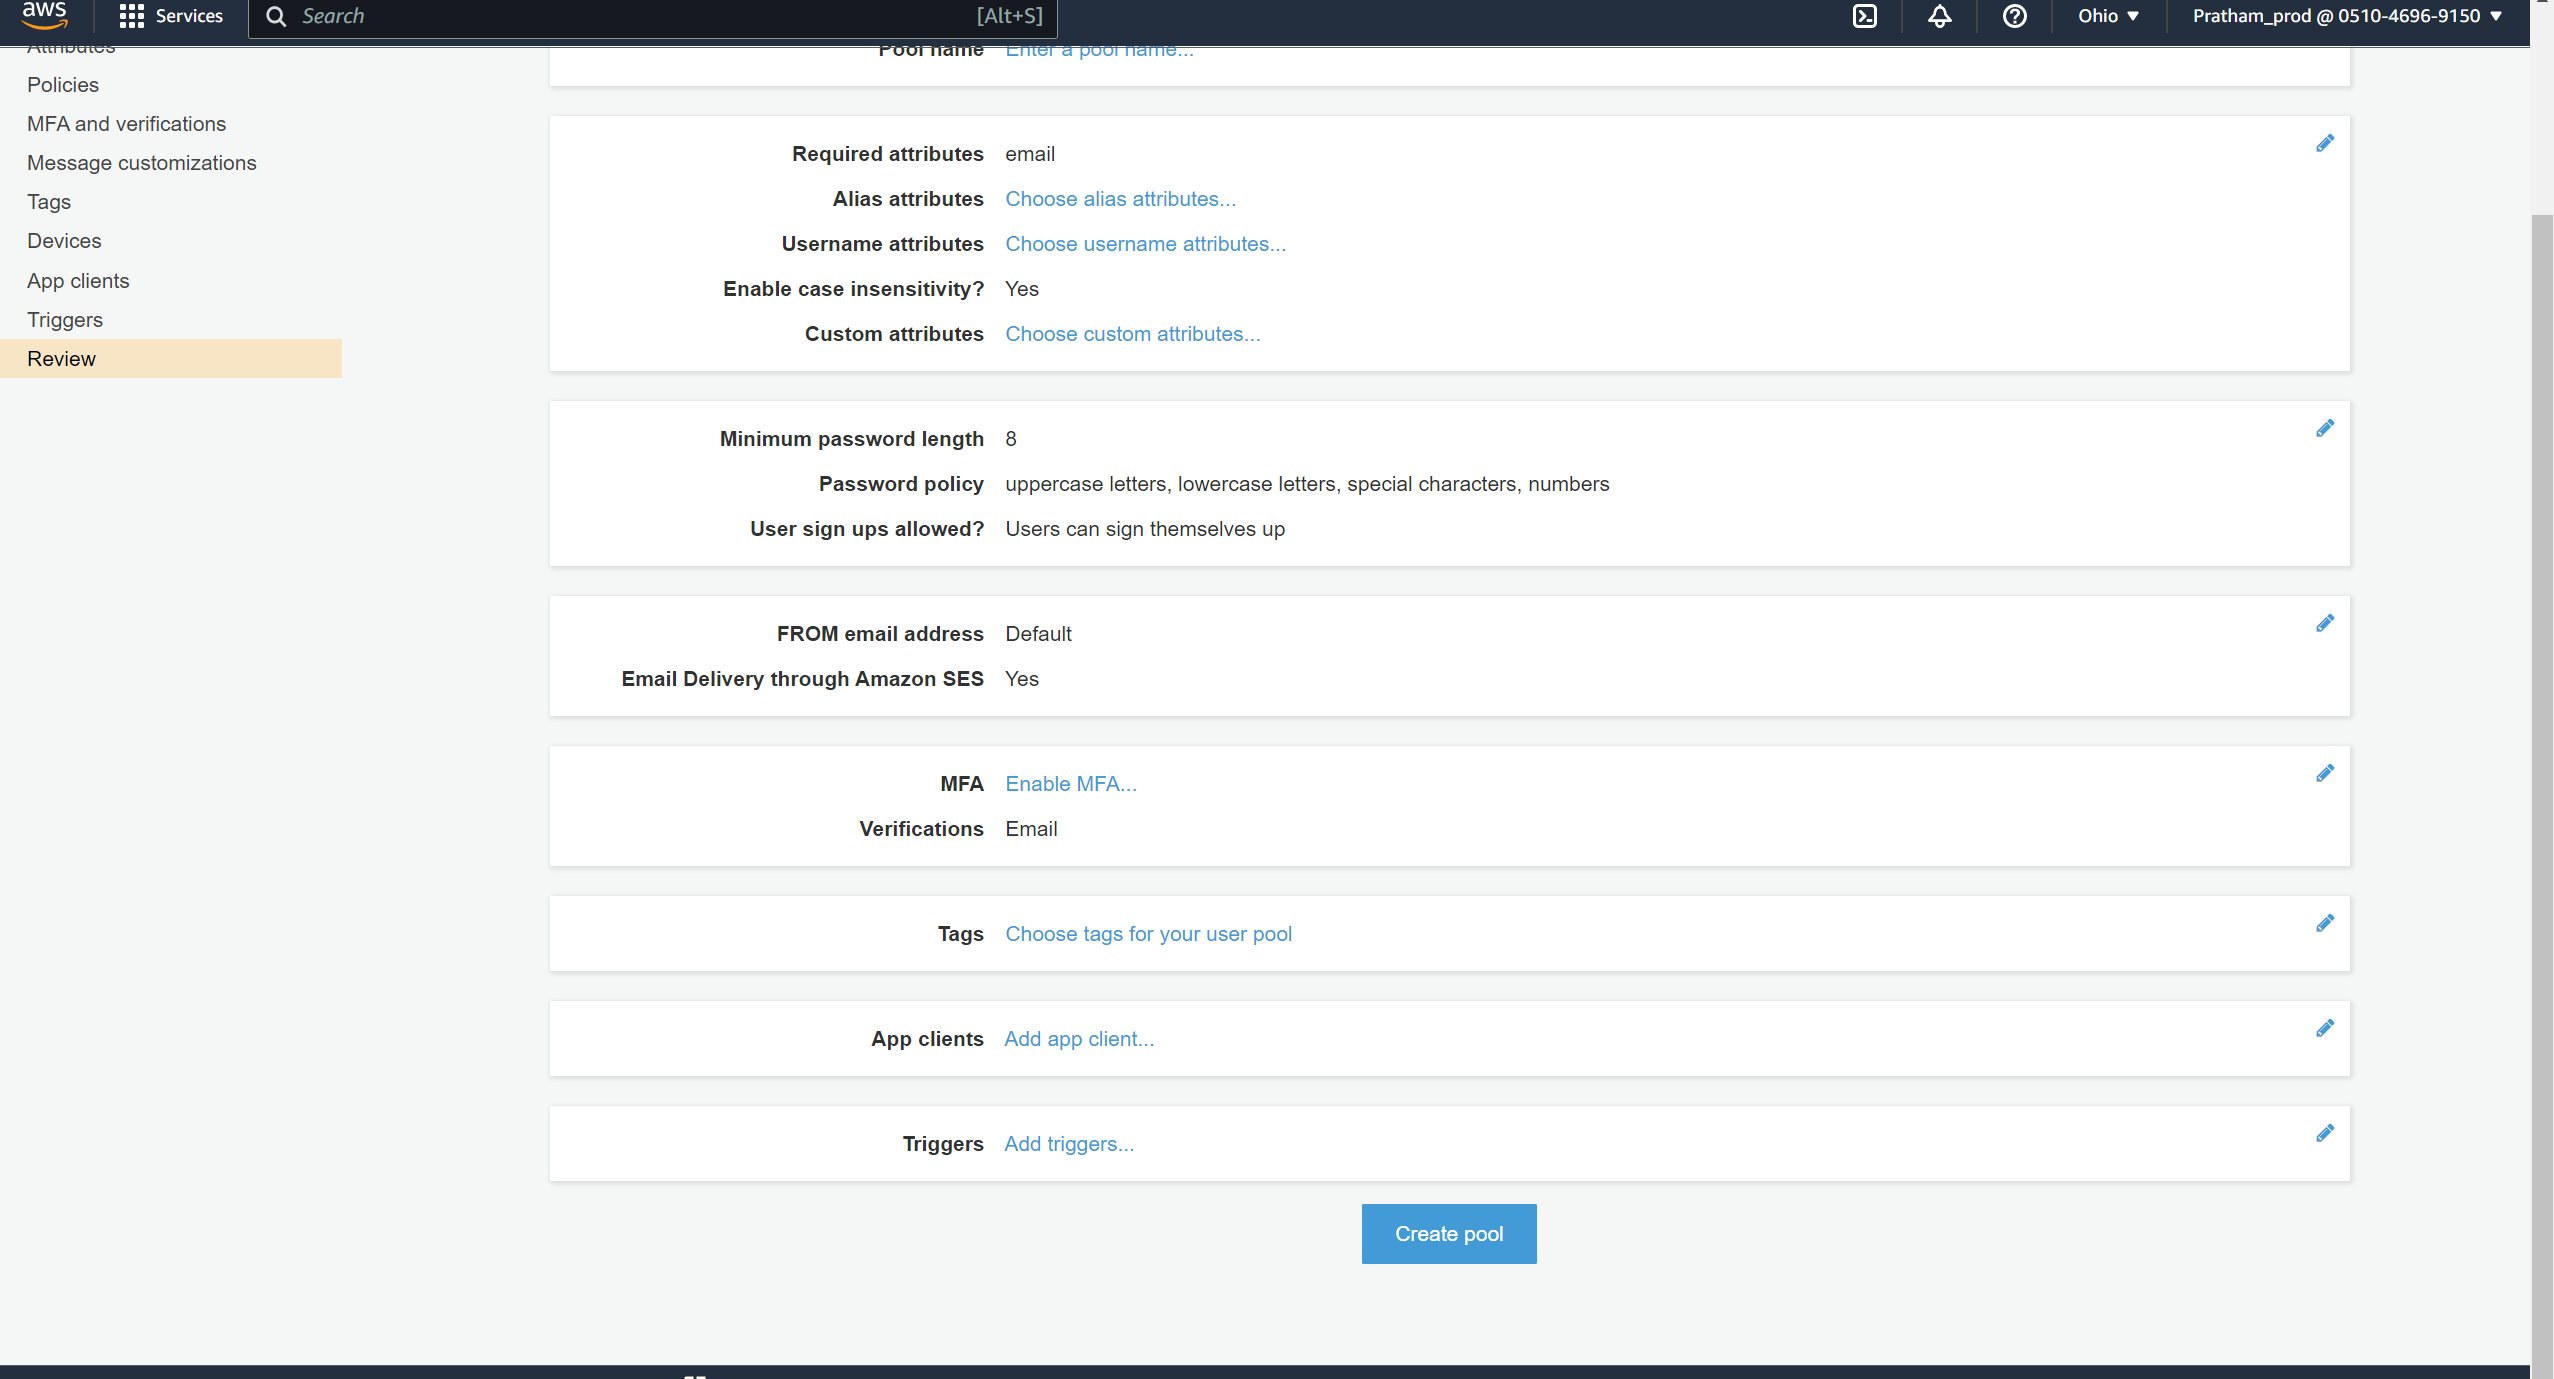 aws Services Search [Alt+S] Ohio Pratham_prod @ 0510-4696-9150
Attributes
Policies
MFA and verifications
Message customizations
Tags
Devices
App clients
Triggers
Review
Pool name Enter a pool name...
Required attributes email
Alias attributes Choose alias attributes...
Username attributes Choose username attributes...
Enable case insensitivity? Yes
Custom attributes Choose custom attributes...
Minimum password length 8
Password policy uppercase letters, lowercase letters, special characters, numbers
User sign ups allowed? Users can sign themselves up
FROM email address Default
Email Delivery through Amazon SES Yes
MFA Enable MFA...
Verifications Email
Tags Choose tags for your user pool
App clients Add app client...
Triggers Add triggers...
Create pool